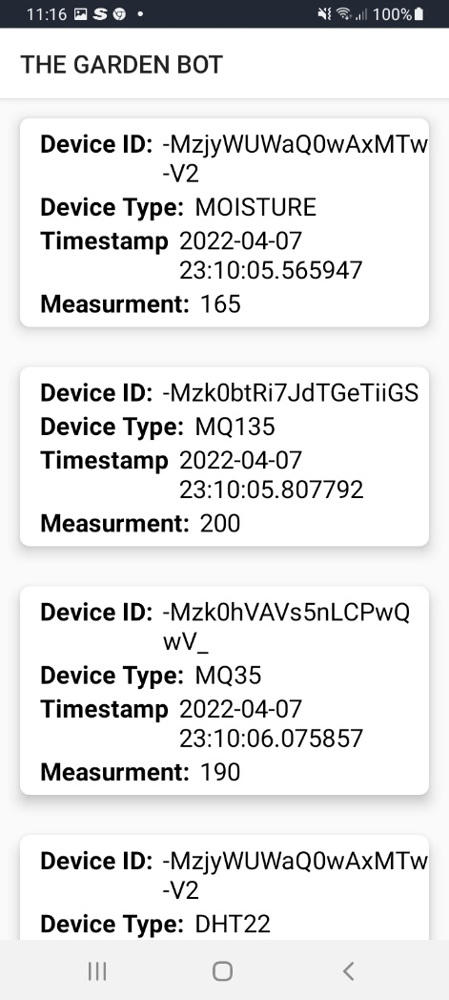 11:16 100%
THE GARDEN BOT
Device ID: -MzjyWUWaQ0wAxMTw
-V2
Device Type: MOISTURE
Timestamp 2022-04-07
23:10:05.565947
Measurment: 165
Device ID: -Mzk0btRi7JdTGeTiiGS
Device Type: MQ135
Timestamp 2022-04-07
23:10:05.807792
Measurment: 200
Device ID: -Mzk0hVAVs5nLCPwQ
wV_
Device Type: MQ35
Timestamp 2022-04-07
23:10:06.075857
Measurment: 190
Device ID: -MzjyWUWaQ0wAxMTw
-V2
Device Type: DHT22